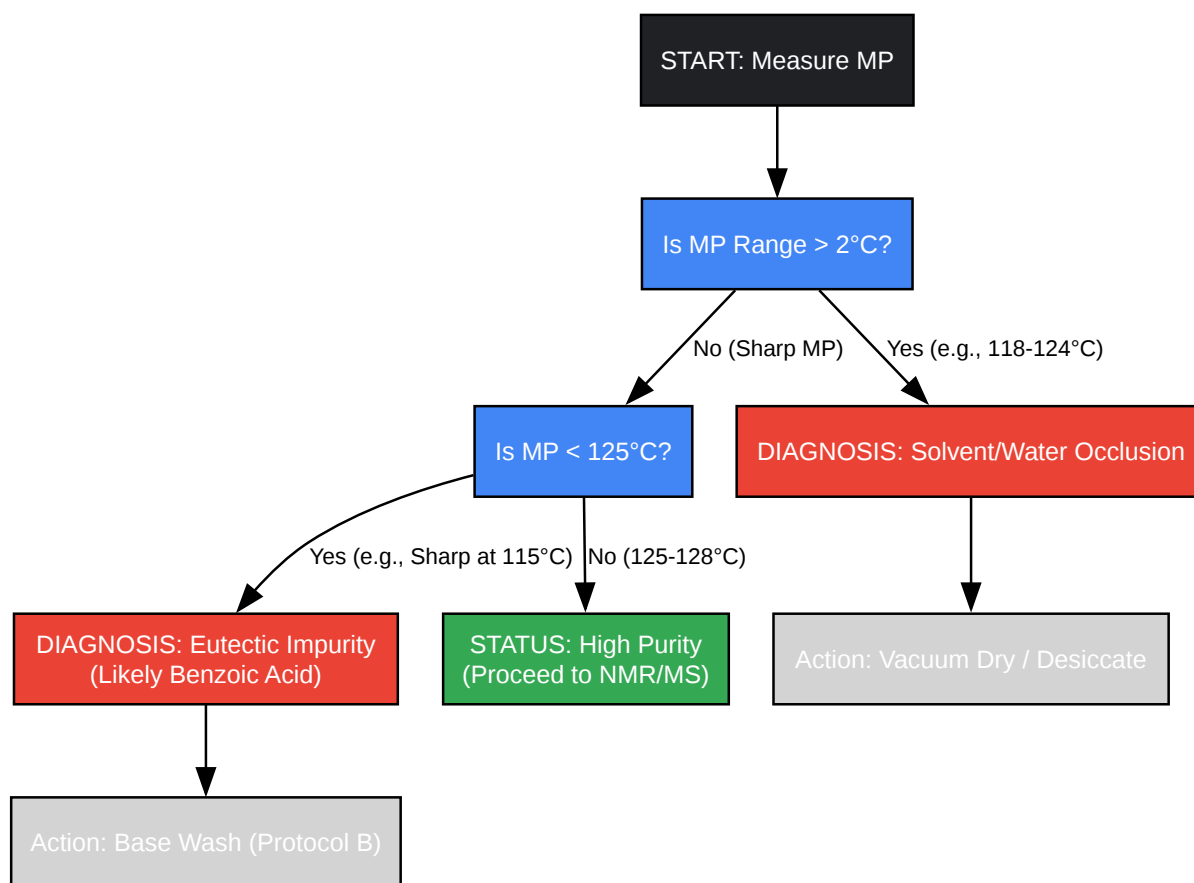 START: Measure MP
Is MP Range > 2°C?
No (Sharp MP)
Yes (e.g., 118-124°C)
Is MP < 125°C?
DIAGNOSIS: Solvent/Water Occlusion
Yes (e.g., Sharp at 115°C)
No (125-128°C)
DIAGNOSIS: Eutectic Impurity
(Likely Benzoic Acid)
STATUS: High Purity
(Proceed to NMR/MS)
Action: Vacuum Dry / Desiccate
Action: Base Wash (Protocol B)